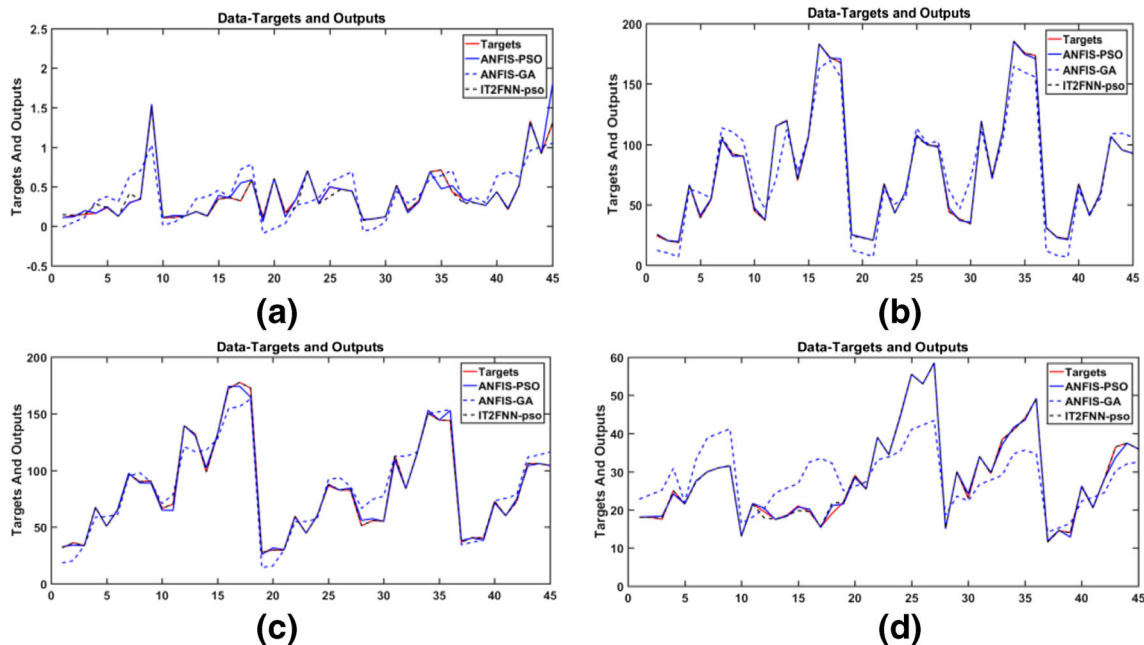 Data-Targets and Outputs
Targets And Outputs
2.5
2
1.5
1
0.5
0
-0.5
0 5 10 15 20 25 30 35 40 45
Targets
ANFIS-PSO
ANFIS-GA
IT2FNN-pso
(a)
Data-Targets and Outputs
Targets And Outputs
200
150
100
50
0
0 5 10 15 20 25 30 35 40 45
Targets
ANFIS-PSO
ANFIS-GA
IT2FNN-pso
(b)
Data-Targets and Outputs
Targets And Outputs
200
150
100
50
0
0 5 10 15 20 25 30 35 40 45
Targets
ANFIS-PSO
ANFIS-GA
IT2FNN-pso
(c)
Data-Targets and Outputs
Targets And Outputs
60
50
40
30
20
10
0
0 5 10 15 20 25 30 35 40 45
Targets
ANFIS-PSO
ANFIS-GA
IT2FNN-pso
(d)